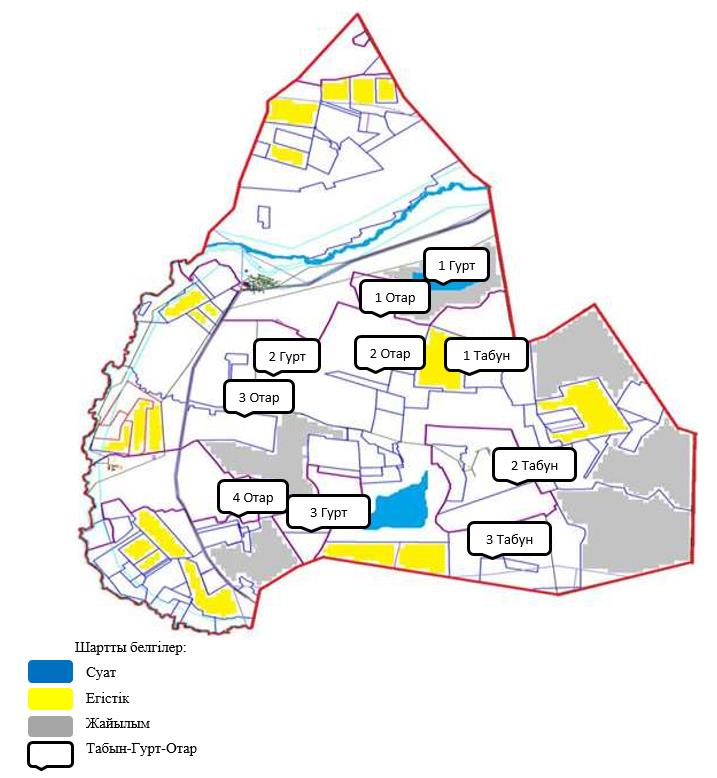 1 Гурт
1 Отар
2 Гурт
2 Отар
1 Табун
3 Отар
2 Табун
4 Отар
3 Гурт
3 Табун
Шартты белгілер:
Суат
Егістік
Жайылым
Табын-Гурт-Отар